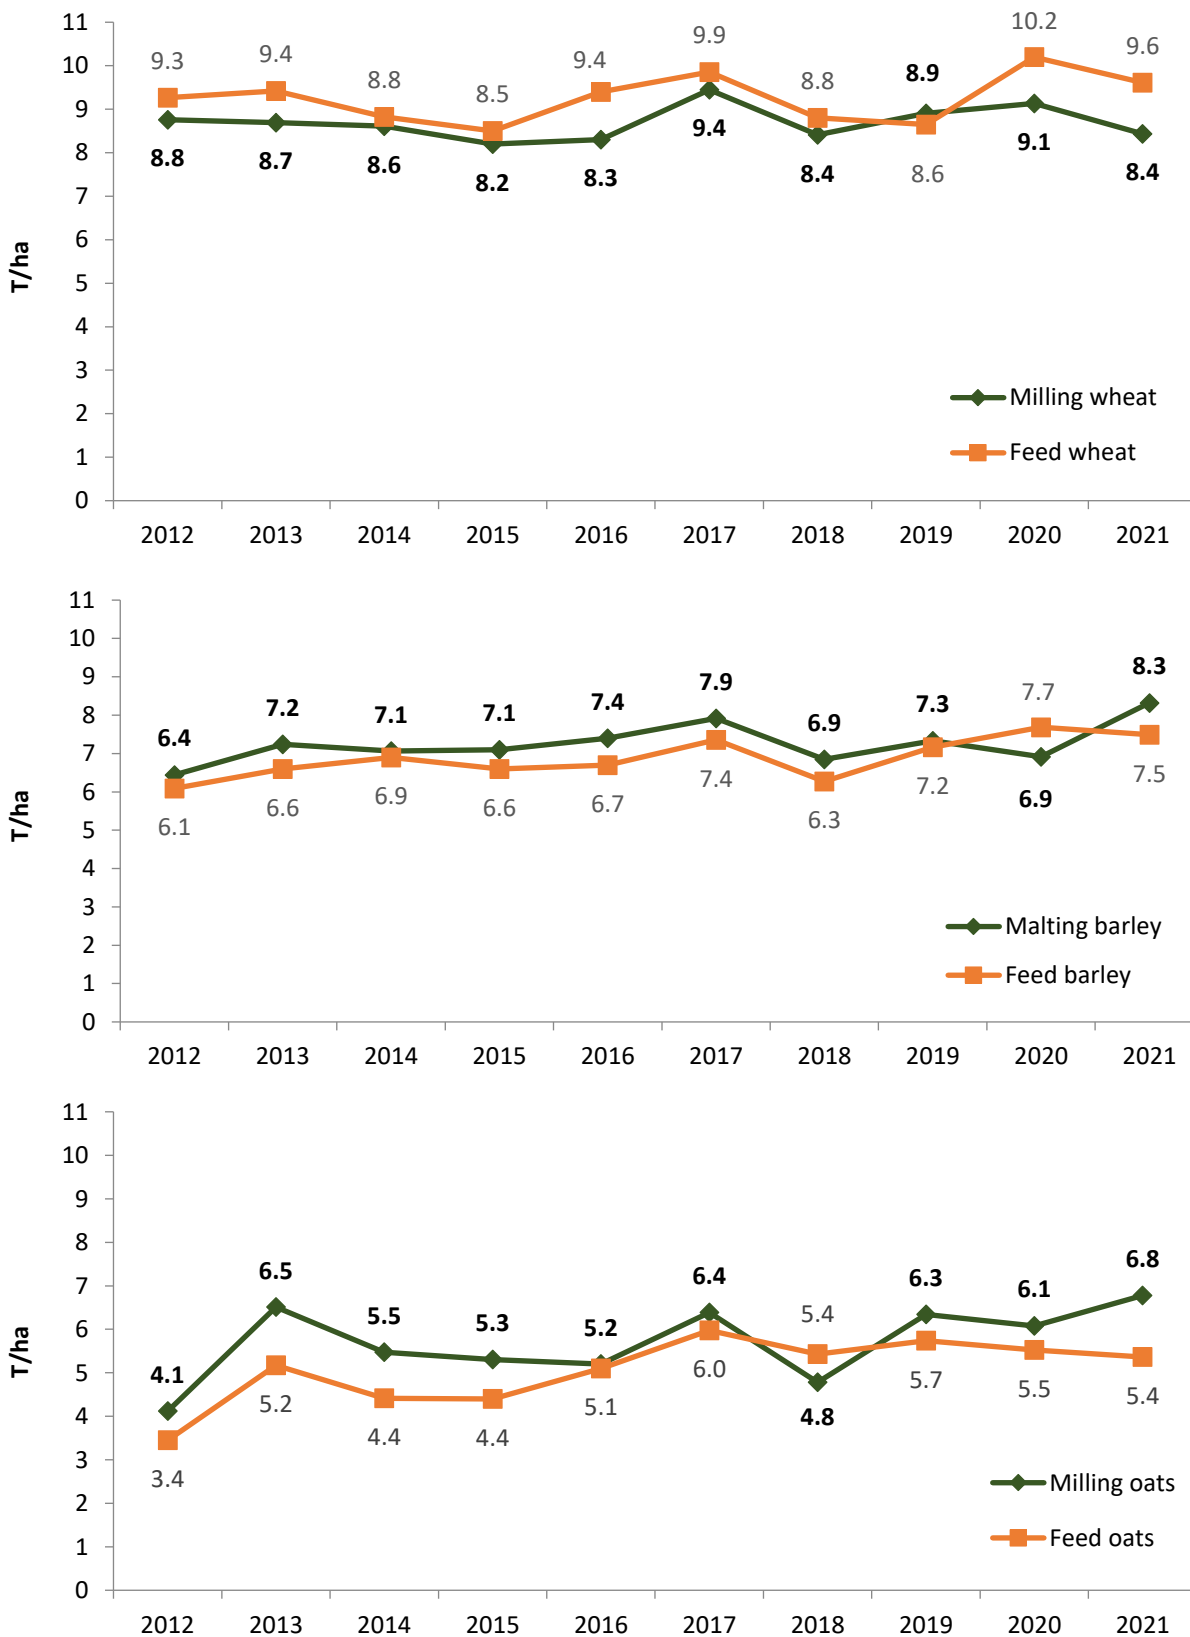 11
10
9
8
7
6
5
4
3
2
1
0
T/ha
9.3 9.4 8.8 8.5 9.4 9.9 8.8 8.9 10.2 9.6
8.8 8.7 8.6 8.2 8.3 9.4 8.4 8.6 9.1 8.4
Milling wheat
Feed wheat
2012 2013 2014 2015 2016 2017 2018 2019 2020 2021
11
10
9
8
7
6
5
4
3
2
1
0
T/ha
6.4 7.2 7.1 7.1 7.4 7.9 6.9 7.3 7.7 8.3
6.1 6.6 6.9 6.6 6.7 7.4 6.3 7.2 6.9 7.5
Malting barley
Feed barley
2012 2013 2014 2015 2016 2017 2018 2019 2020 2021
11
10
9
8
7
6
5
4
3
2
1
0
T/ha
4.1 6.5 5.5 5.3 5.2 6.4 5.4 6.3 6.1 6.8
3.4 5.2 4.4 4.4 5.1 6.0 4.8 5.7 5.5 5.4
Milling oats
Feed oats
2012 2013 2014 2015 2016 2017 2018 2019 2020 2021